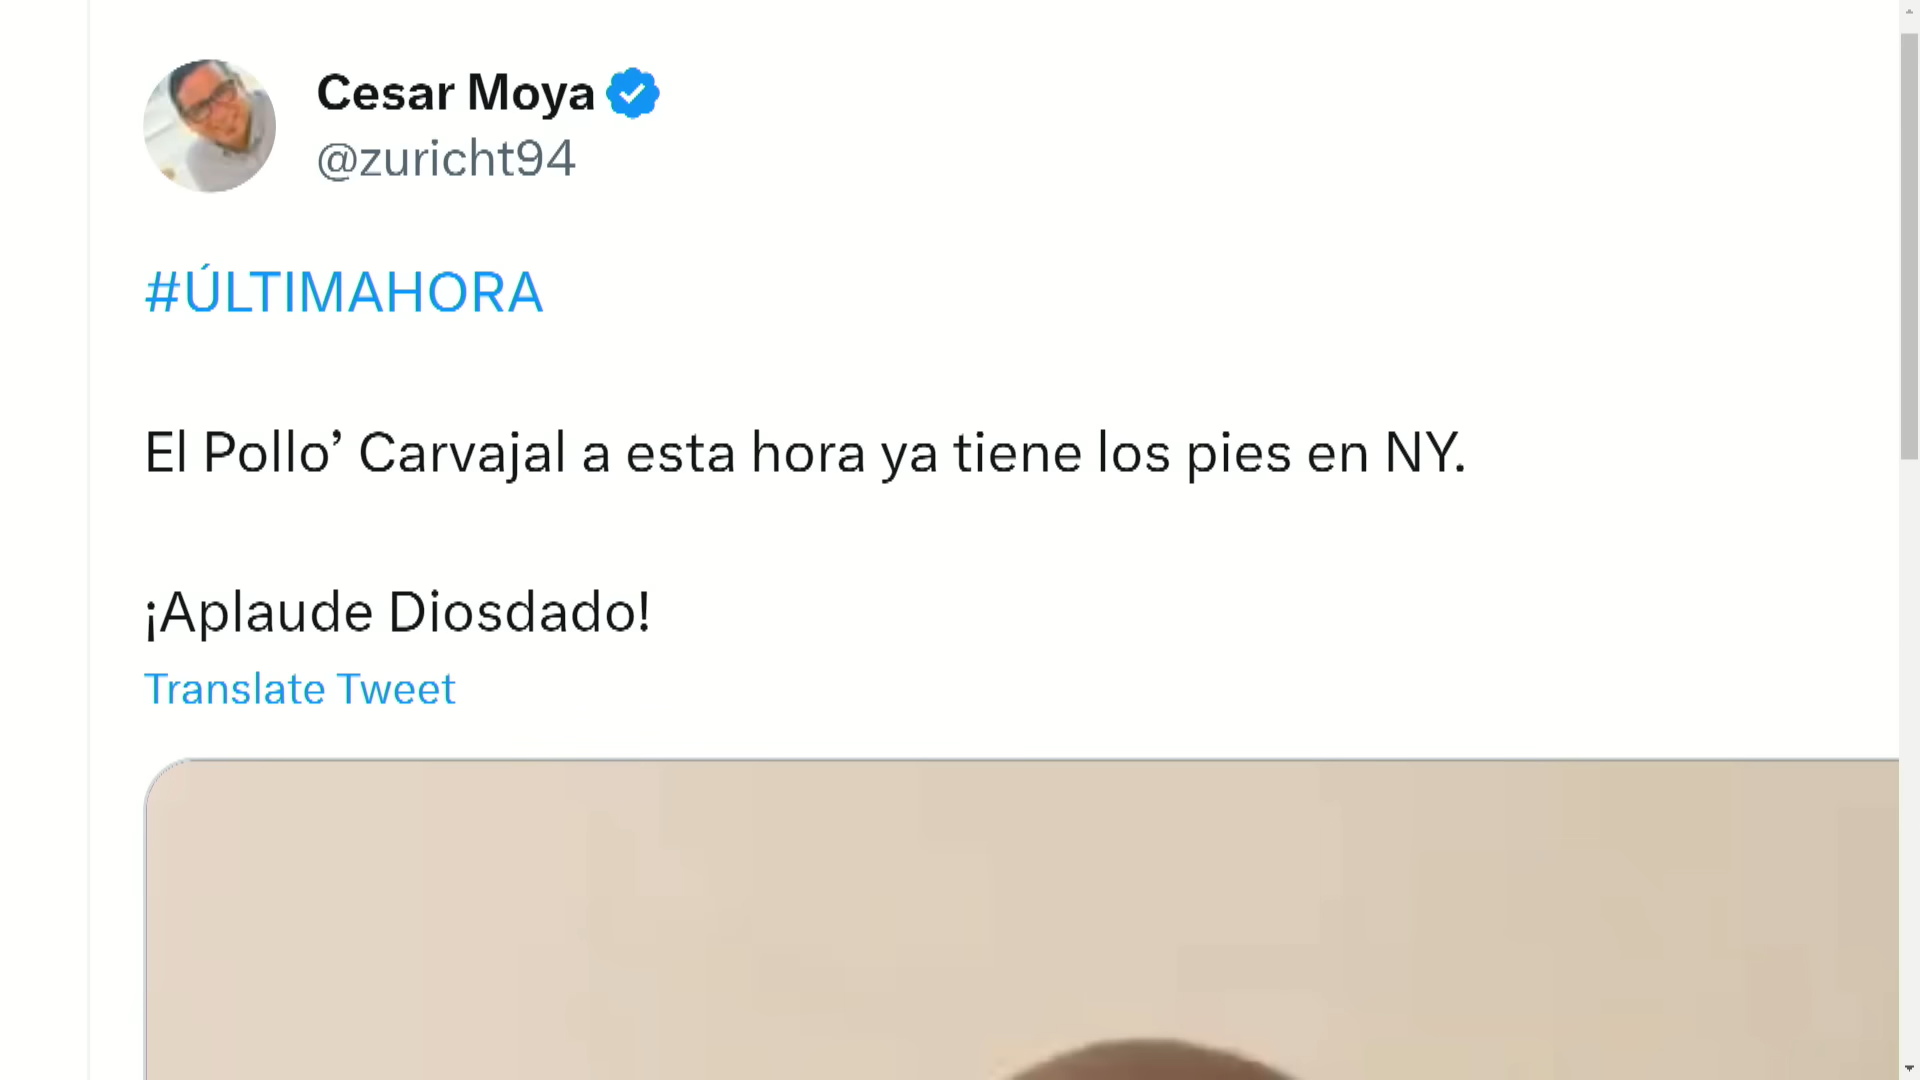 Cesar Moya
@zuricht94
#ÚLTIMAHORA
El Pollo’ Carvajal a esta hora ya tiene los pies en NY.
¡Aplaude Diosdado!
Translate Tweet